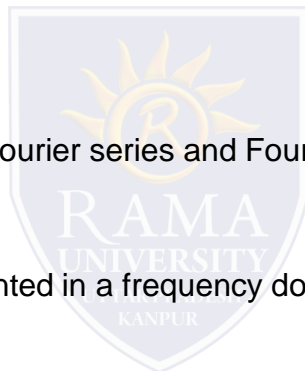 ourier series and Four
RAMA
UNIVERSITY
nted in a frequency do
KANPUR